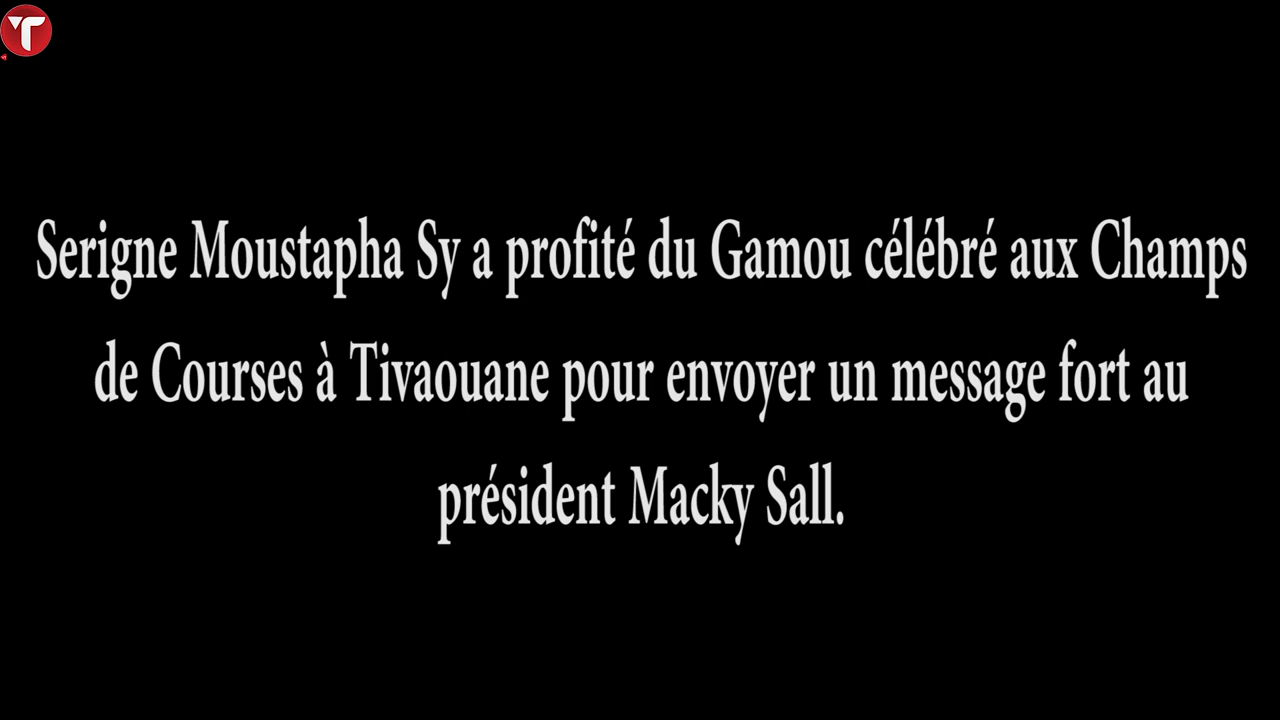 Serigne Moustapha Sy a profité du Gamou célébré aux Champs
de Courses à Tivaouane pour envoyer un message fort au
président Macky Sall.